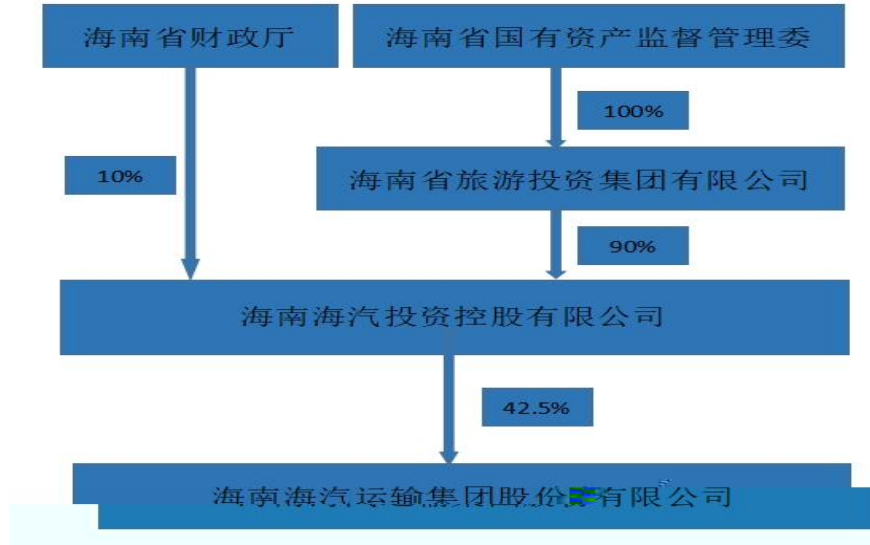 海南省财政厅
海南省国有资产监督管理委
100%
10%
海南省旅游投资集团有限公司
90%
海南海汽投资控股有限公司
42.5%
海南海汽运输集团股份有限公司